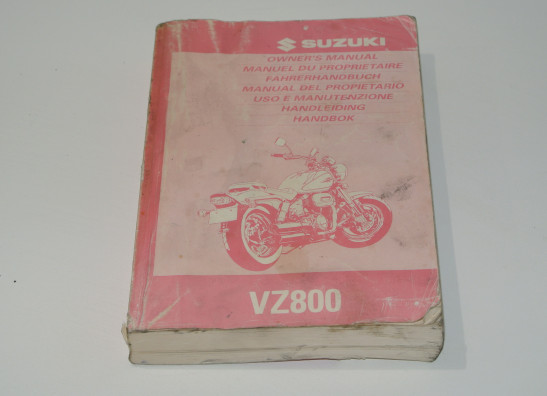 SUZUKI
OWNER'S MANUAL
MANUEL DU PROPRIETAIRE
FAHRERHANDBUCH
MANUAL DEL PROPIETARIO
USO E MANUTENZIONE
HANDLEIDING
HANDBOK
VZ800